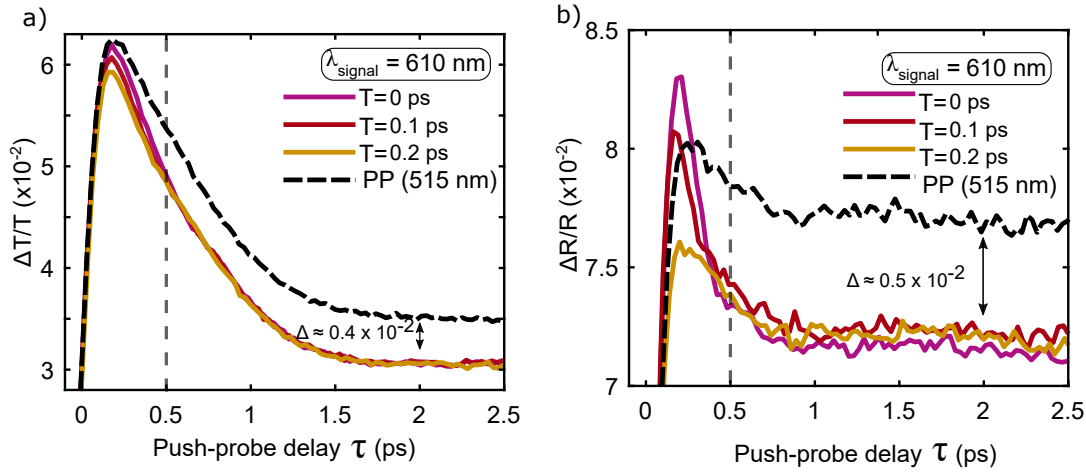 a)
λsignal = 610 nm
T=0 ps
T=0.1 ps
T=0.2 ps
PP (515 nm)
Δ ≈ 0.4 x 10-2
ΔT/T (x10-2)
6
5
4
3
0
0.5
1
1.5
2
2.5
Push-probe delay τ (ps)
b)
λsignal = 610 nm
T=0 ps
T=0.1 ps
T=0.2 ps
PP (515 nm)
Δ ≈ 0.5 x 10-2
ΔR/R (x10-2)
8.5
8
7.5
7
0
0.5
1
1.5
2
2.5
Push-probe delay τ (ps)